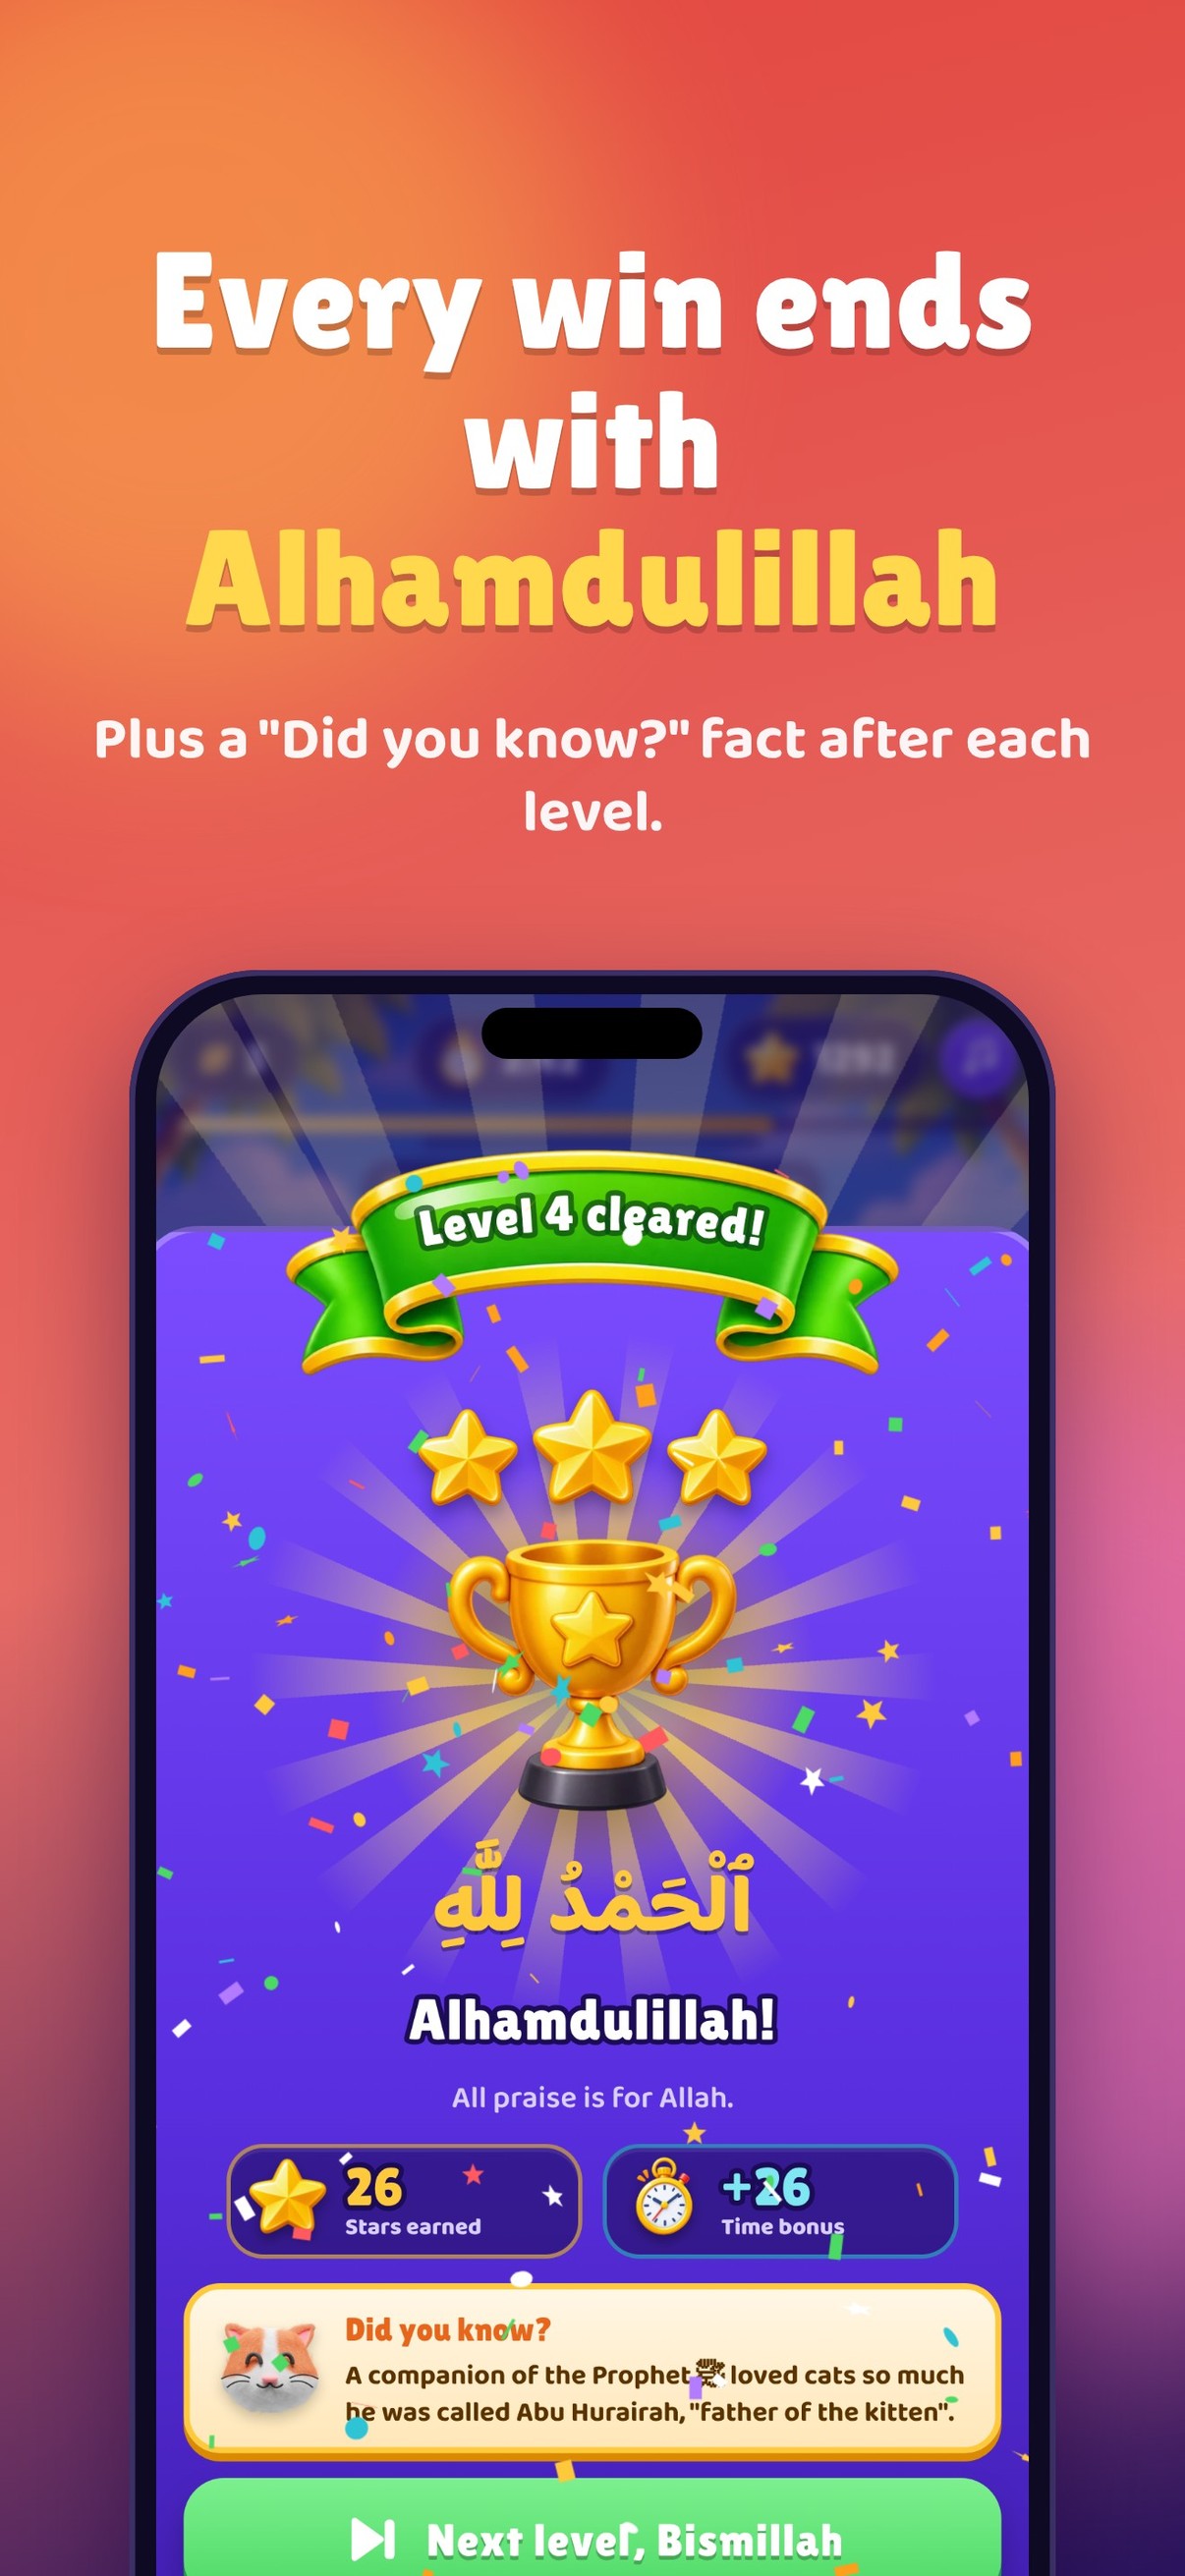 Every win ends
with
Alhamdulillah
Plus a "Did you know?" fact after each
level.
Level 4 cleared!
ٱلْحَمْدُ لِلَّٰهِ
Alhamdulillah!
All praise is for Allah.
26
Stars earned
+26
Time bonus
Did you know?
A companion of the Prophet ﷺ loved cats so much
he was called Abu Hurairah, "father of the kitten".
Next level, Bismillah